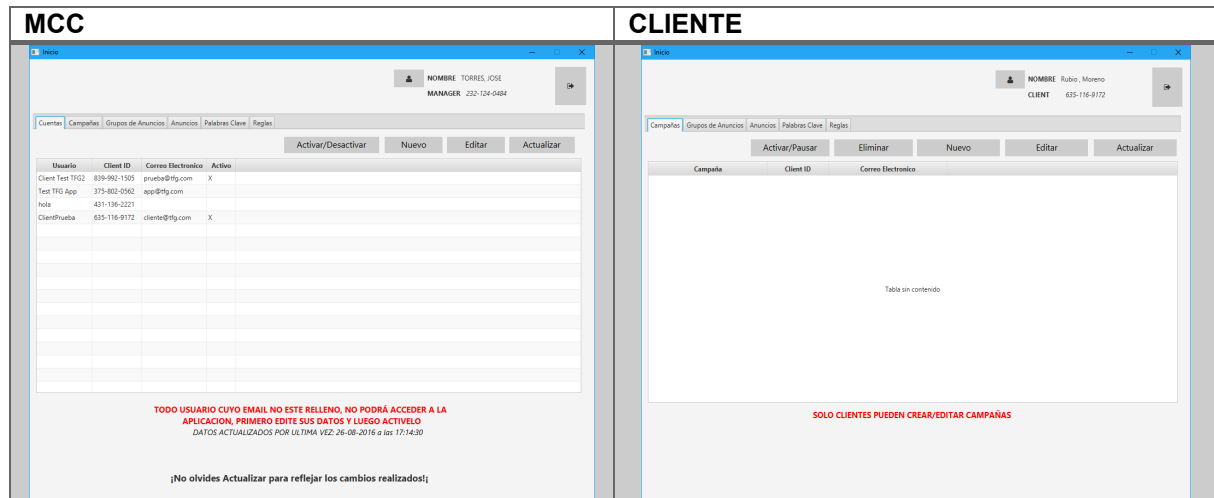 MCC
CLIENTE
Inicio
NOMBRE TORRES, JOSE
MANAGER 232-124-0484
Cuentas Campañas Grupos de Anuncios Anuncios Palabras Clave Reglas
Activar/Desactivar Nuevo Editar Actualizar
Usuario Client ID Correo Electronico Activo
Client Test TFG2 839-992-1505 prueba@tfg.com X
Test TFG App 375-802-0562 app@tfg.com
hola 431-136-2221
ClientPrueba 635-116-9172 cliente@tfg.com X
TODO USUARIO CUYO EMAIL NO ESTE RELLENO, NO PODRÁ ACCEDER A LA
APLICACION, PRIMERO EDITE SUS DATOS Y LUEGO ACTIVELO
DATOS ACTUALIZADOS POR ULTIMA VEZ: 26-08-2016 a las 17:14:30
¡No olvides Actualizar para reflejar los cambios realizados!¡
Inicio
NOMBRE Rubio , Moreno
CLIENT 635-116-9172
Campañas Grupos de Anuncios Anuncios Palabras Clave Reglas
Activar/Pausar Eliminar Nuevo Editar Actualizar
Campaña Client ID Correo Electronico
Tabla sin contenido
SOLO CLIENTES PUEDEN CREAR/EDITAR CAMPAÑAS